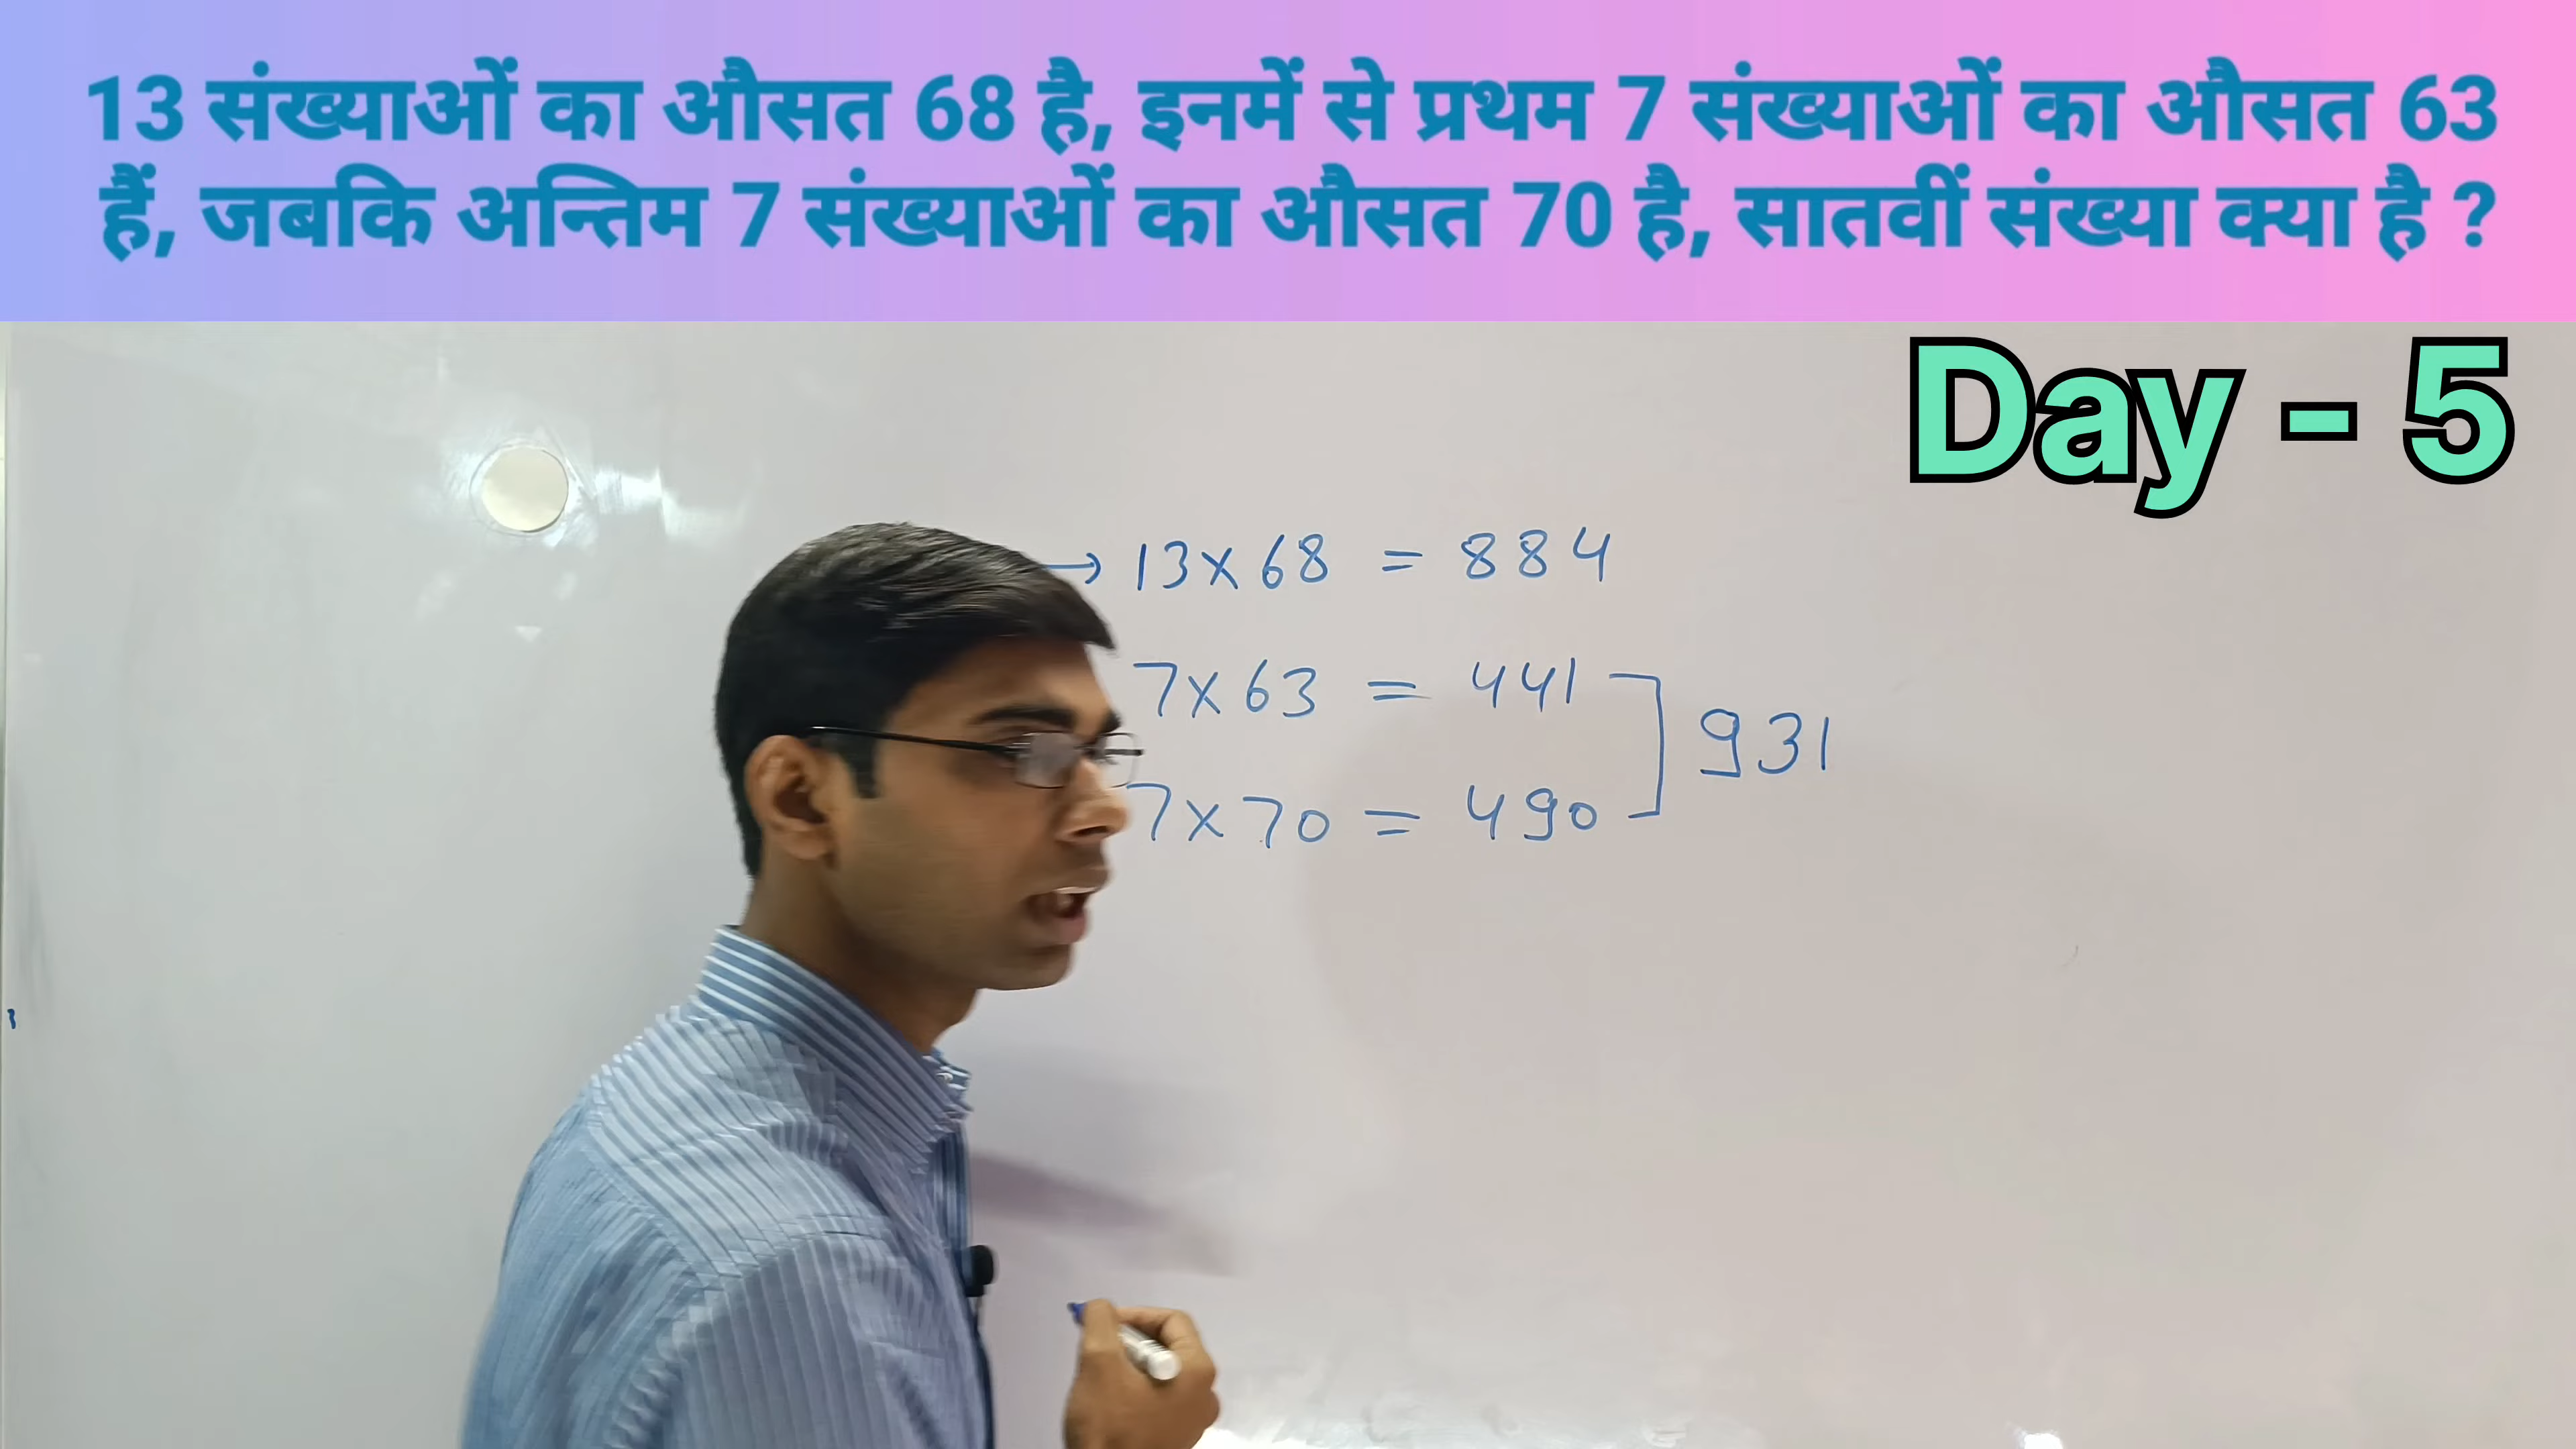 13 संख्याओं का औसत 68 है, इनमें से प्रथम 7 संख्याओं का औसत 63
हैं, जबकि अन्तिम 7 संख्याओं का औसत 70 है, सातवीं संख्या क्या है ?
Day - 5
→ 13 × 68 = 884
7 × 63 = 441
931
7 × 70 = 490